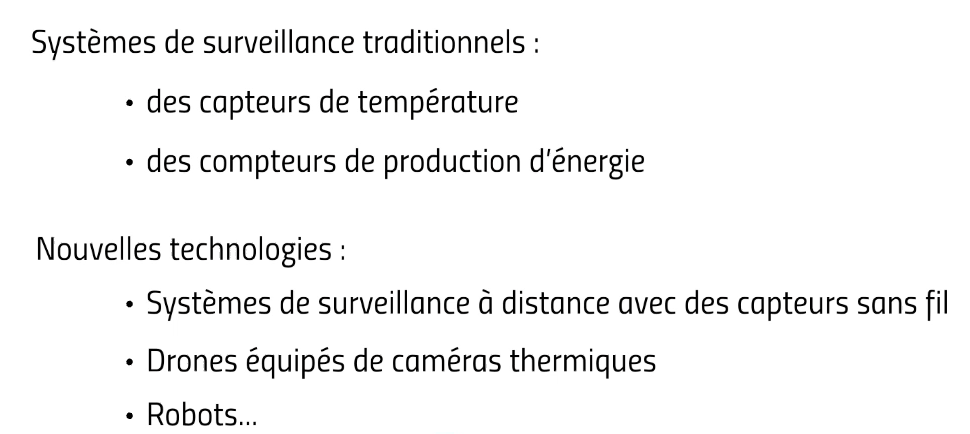 Systèmes de surveillance traditionnels :
• des capteurs de température
• des compteurs de production d'énergie
Nouvelles technologies :
• Systèmes de surveillance à distance avec des capteurs sans fil
• Drones équipés de caméras thermiques
• Robots...